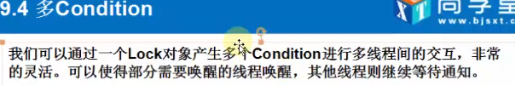 9.4 多Condition
尚学堂
www.bjsxt.com
我们可以通过一个Lock对象产生多个Condition进行多线程间的交互，非常
的灵活。可以使得部分需要唤醒的线程唤醒，其他线程则继续等待通知。